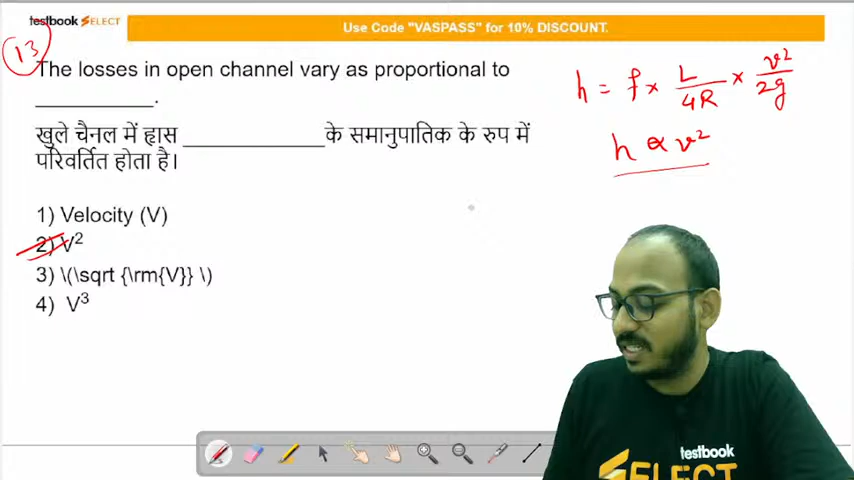 testbook SELECT
Use Code "VASPASS" for 10% DISCOUNT.
13
The losses in open channel vary as proportional to
____________.
खुले चैनल में ह्रास ______________के समानुपातिक के रुप में
परिवर्तित होता है।
1) Velocity (V)
2) V²
3) \(\sqrt {\rm{V}} \)
4) V³
h = f × L/4R × v²/2g
h ∝ v²
testbook
SELECT